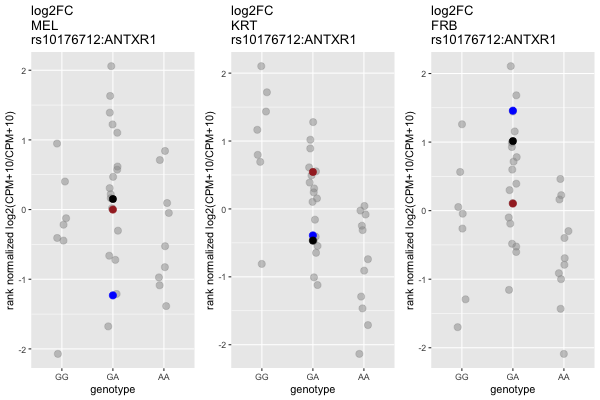 log2FC
MEL
rs10176712:ANTXR1
rank normalized log2(CPM+10/CPM+10)
2
1
0
-1
-2
GG
GA
AA
genotype
log2FC
KRT
rs10176712:ANTXR1
rank normalized log2(CPM+10/CPM+10)
2
1
0
-1
-2
GG
GA
AA
genotype
log2FC
FRB
rs10176712:ANTXR1
rank normalized log2(CPM+10/CPM+10)
2
1
0
-1
-2
GG
GA
AA
genotype